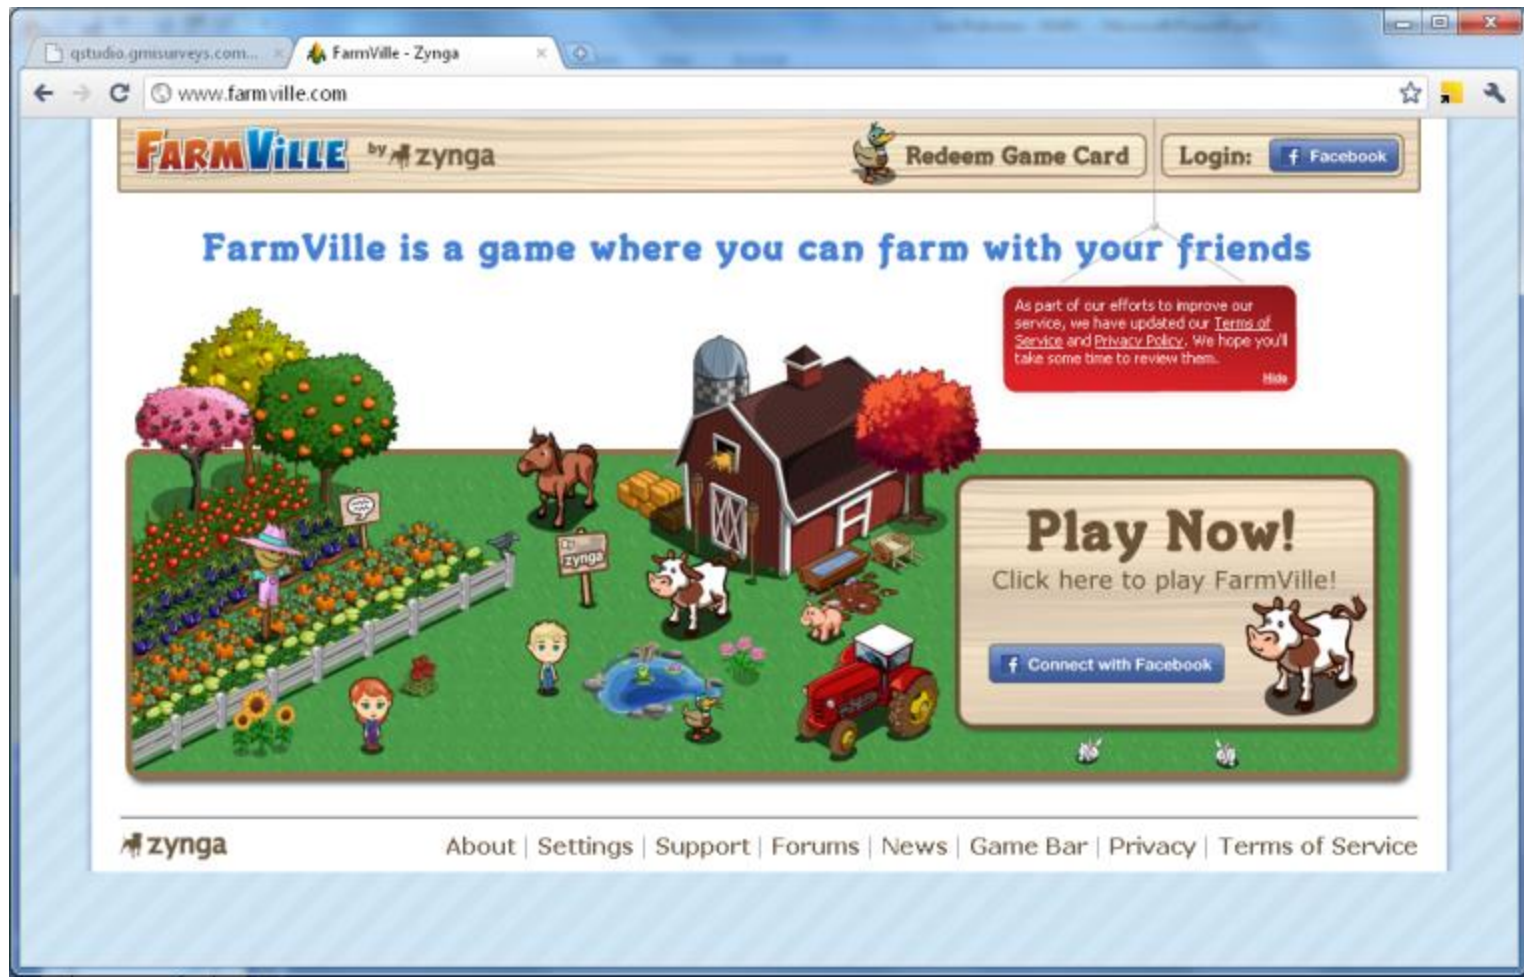 qstudio.gmisurveys.com...
FarmVille - Zynga
www.farmville.com
FARMVILLE by zynga
Redeem Game Card
Login:
f Facebook
FarmVille is a game where you can farm with your friends
As part of our efforts to improve our
service, we have updated our Terms of
Service and Privacy Policy. We hope you'll
take some time to review them.
Hide
By
zynga
Play Now!
Click here to play FarmVille!
f Connect with Facebook
zynga
About | Settings | Support | Forums | News | Game Bar | Privacy | Terms of Service